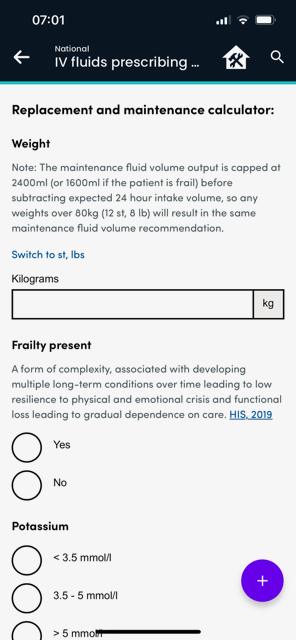 07:01
National
IV fluids prescribing ...
Replacement and maintenance calculator:
Weight
Note: The maintenance fluid volume output is capped at
2400ml (or 1600ml if the patient is frail) before
subtracting expected 24 hour intake volume, so any
weights over 80kg (12 st, 8 lb) will result in the same
maintenance fluid volume recommendation.
Switch to st, lbs
Kilograms
kg
Frailty present
A form of complexity, associated with developing
multiple long-term conditions over time leading to low
resilience to physical and emotional crisis and functional
loss leading to gradual dependence on care. HIS, 2019
Yes
No
Potassium
< 3.5 mmol/l
3.5 - 5 mmol/l
> 5 mmol/l